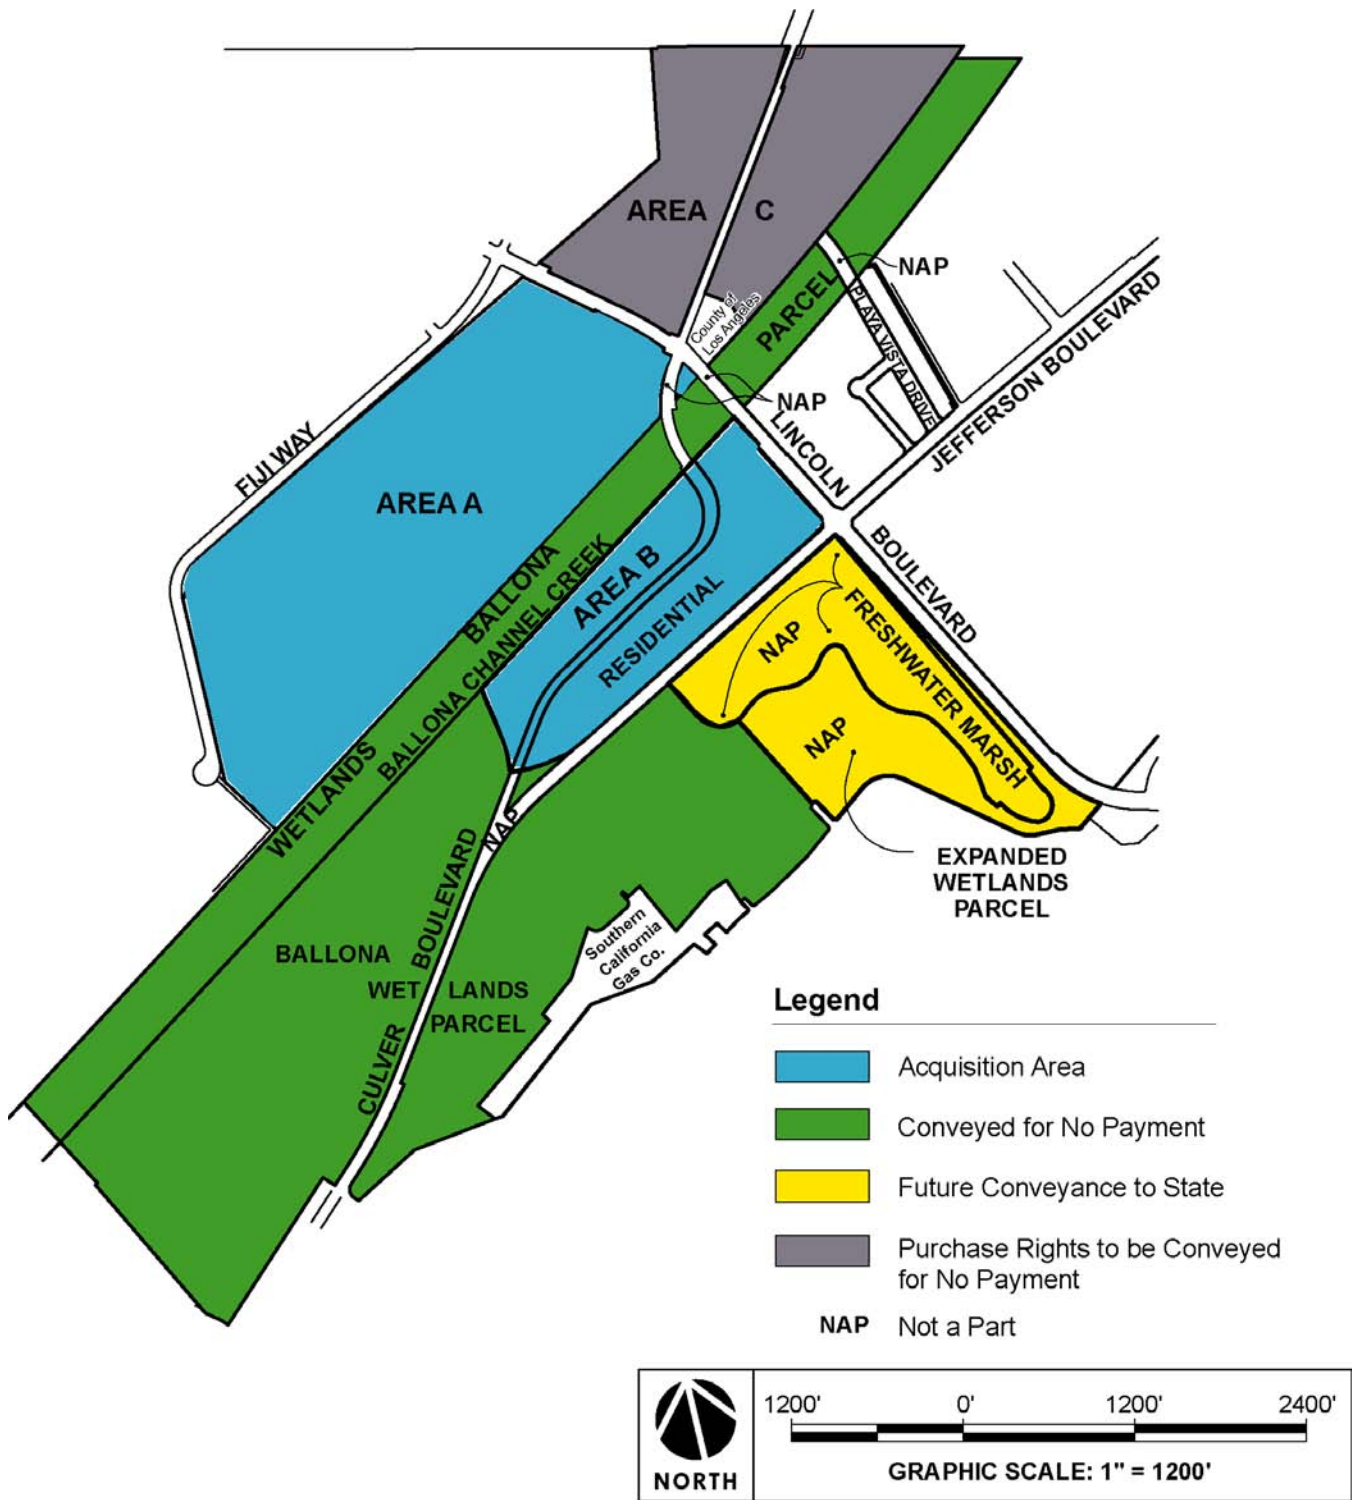 AREA C
County of
Los Angeles
PARCEL
NAP
PLAYA VISTA DRIVE
JEFFERSON BOULEVARD
NAP
LINCOLN
BOULEVARD
FIJI WAY
AREA A
BALLONA
BALLONA CHANNEL CREEK
AREA B
RESIDENTIAL
WETLANDS
NAP
FRESHWATER MARSH
NAP
NAP
EXPANDED
WETLANDS
PARCEL
BALLONA
WET LANDS
PARCEL
CULVER BOULEVARD
Southern
California
Gas Co.
Legend
Acquisition Area
Conveyed for No Payment
Future Conveyance to State
Purchase Rights to be Conveyed
for No Payment
NAP Not a Part
NORTH
1200' 0' 1200' 2400'
GRAPHIC SCALE: 1" = 1200'